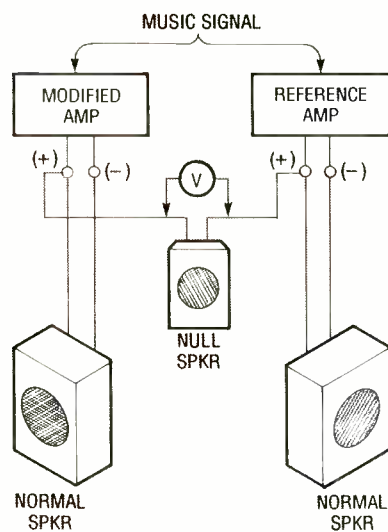 MUSIC SIGNAL
MODIFIED
AMP
REFERENCE
AMP
(+)
(-)
(+)
(-)
V
NULL
SPKR
NORMAL
SPKR
NORMAL
SPKR